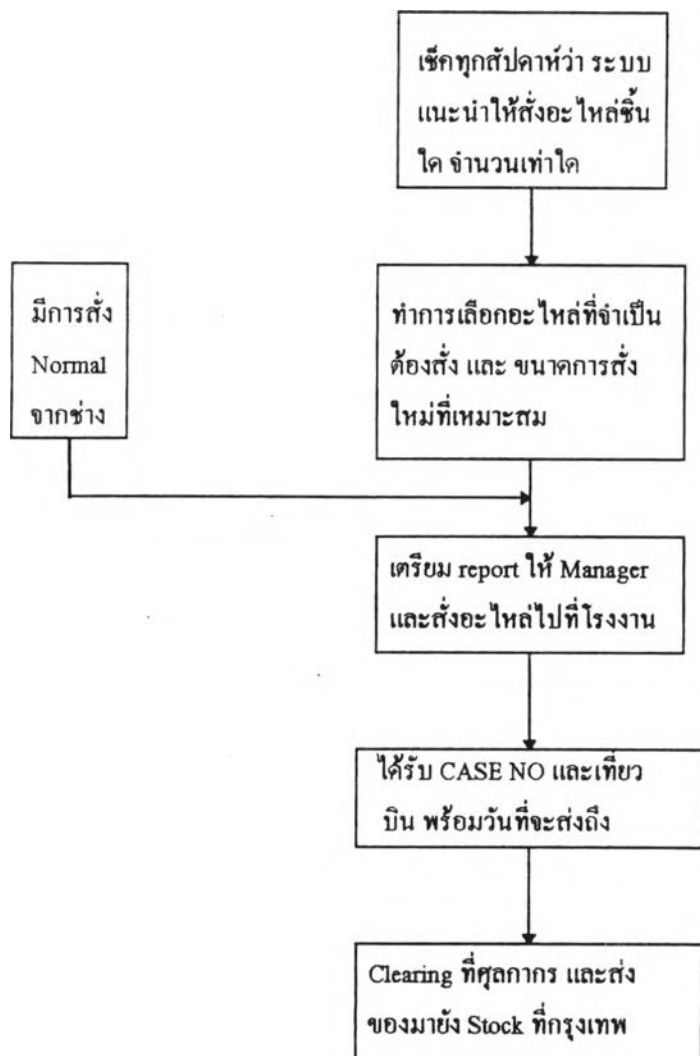 เช็คทุกสัปดาห์ว่า ระบบ
แนะนำให้สั่งอะไหล่ชิ้น
ใด จำนวนเท่าใด
มีการสั่ง
Normal
จากช่าง
ทำการเลือกอะไหล่ที่จำเป็น
ต้องสั่ง และ ขนาดการสั่ง
ใหม่ที่เหมาะสม
เตรียม report ให้ Manager
และสั่งอะไหล่ไปที่โรงงาน
ได้รับ CASE NO และเที่ยว
บิน พร้อมวันที่จะส่งถึง
Clearing ที่ศุลกากร และส่ง
ของมายัง Stock ที่กรุงเทพ